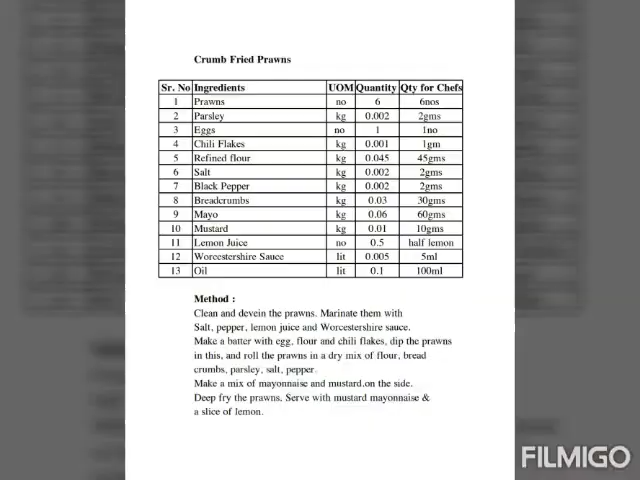 Crumb Fried Prawns
Sr. No Ingredients UOM Quantity Qty for Chefs
1 Prawns no 6 6nos
2 Parsley kg 0.002 2gms
3 Eggs no 1 1no
4 Chili Flakes kg 0.001 1gm
5 Refined flour kg 0.045 45gms
6 Salt kg 0.002 2gms
7 Black Pepper kg 0.002 2gms
8 Breadcrumbs kg 0.03 30gms
9 Mayo kg 0.06 60gms
10 Mustard kg 0.01 10gms
11 Lemon Juice no 0.5 half lemon
12 Worcestershire Sauce lit 0.005 5ml
13 Oil lit 0.1 100ml
Method :
Clean and devein the prawns. Marinate them with
Salt, pepper, lemon juice and Worcestershire sauce.
Make a batter with egg, flour and chili flakes, dip the prawns
in this, and roll the prawns in a dry mix of flour, bread
crumbs, parsley, salt, pepper.
Make a mix of mayonnaise and mustard.on the side.
Deep fry the prawns, Serve with mustard mayonnaise &
a slice of lemon.
FILMIGO